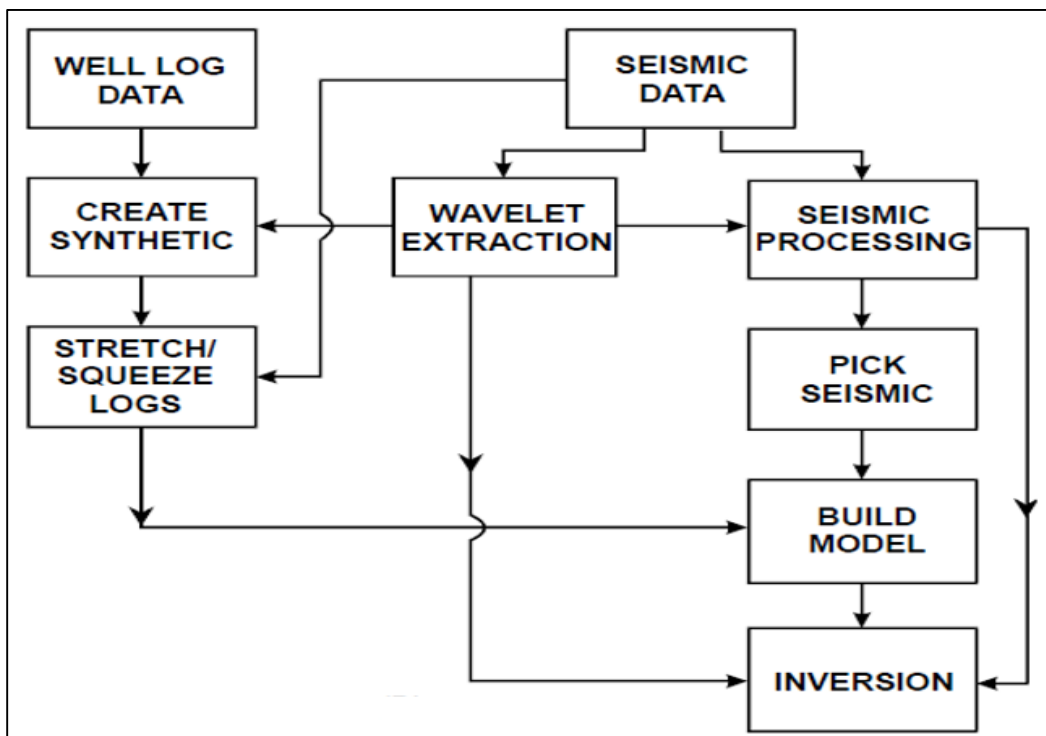 WELL LOG
DATA
SEISMIC
DATA
CREATE
SYNTHETIC
WAVELET
EXTRACTION
SEISMIC
PROCESSING
STRETCH/
SQUEEZE
LOGS
PICK
SEISMIC
BUILD
MODEL
INVERSION